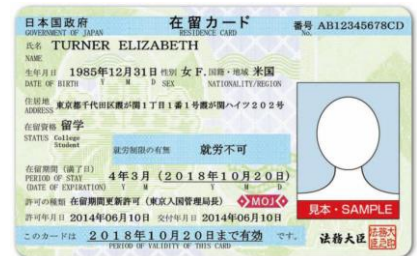 日本国政府 在留カード 番号 AB12345678CD
GOVERNMENT OF JAPAN RESIDENCE CARD No.
氏名 TURNER ELIZABETH
NAME
生年月日 1985年12月31日 性別 女 F. 国籍・地域 米国
DATE OF BIRTH Y M D SEX NATIONALITY/REGION
住居地 東京都千代田区霞が関1丁目1番1号霞が関ハイツ202号
ADDRESS
在留資格 留学
STATUS College
Student
就労制限の有無 就労不可
在留期間(満了日) 4年3月(2018年10月20日)
PERIOD OF STAY
(DATE OF EXPIRATION) Y M Y M D
許可の種類 在留期間更新許可(東京入国管理局長) MOJ
許可年月日 2014年06月10日 交付年月日 2014年06月10日
見本・SAMPLE
このカードは 2018年10月20日まで有効 です。
PERIOD OF VALIDITY OF THIS CARD
法務大臣